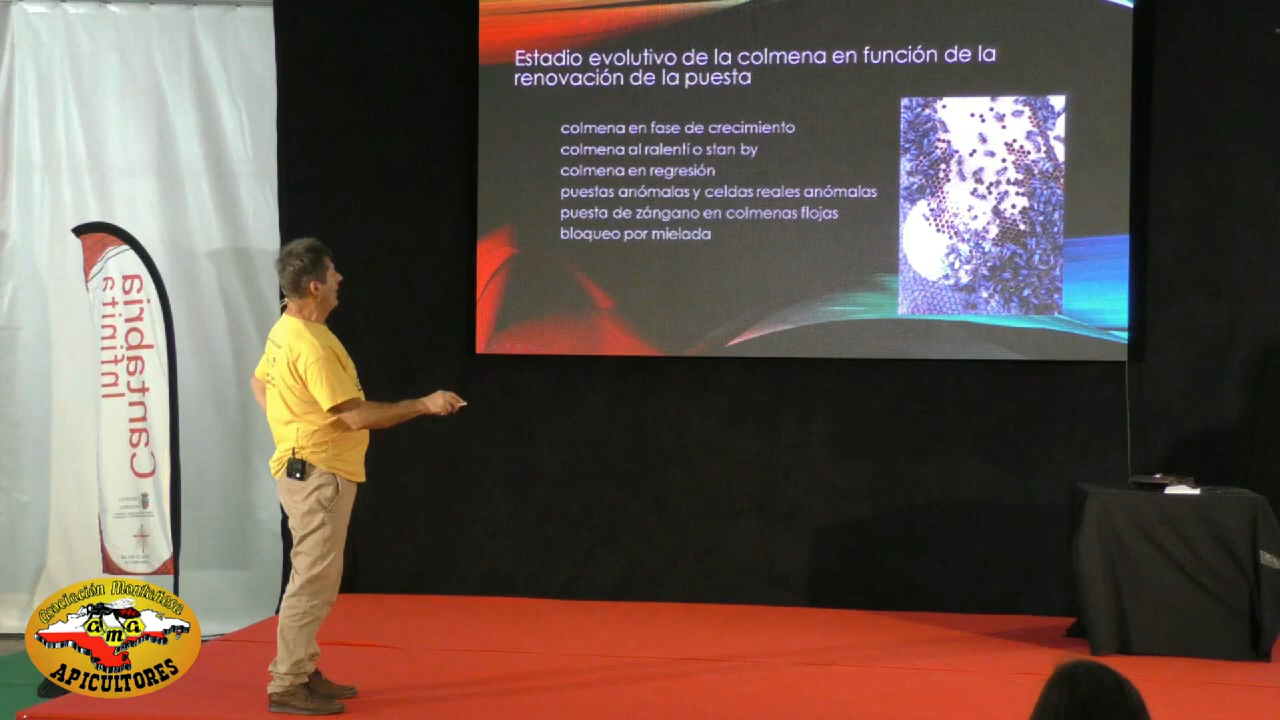 Estadio evolutivo de la colmena en función de la
renovación de la puesta
colmena en fase de crecimiento
colmena al ralentí o stan by
colmena en regresión
puestas anómalas y celdas reales anómalas
puesta de zángano en colmenas flojas
bloqueo por mielada
Cantabria
infinita
Asociación Montañesa
ama
APICULTORES